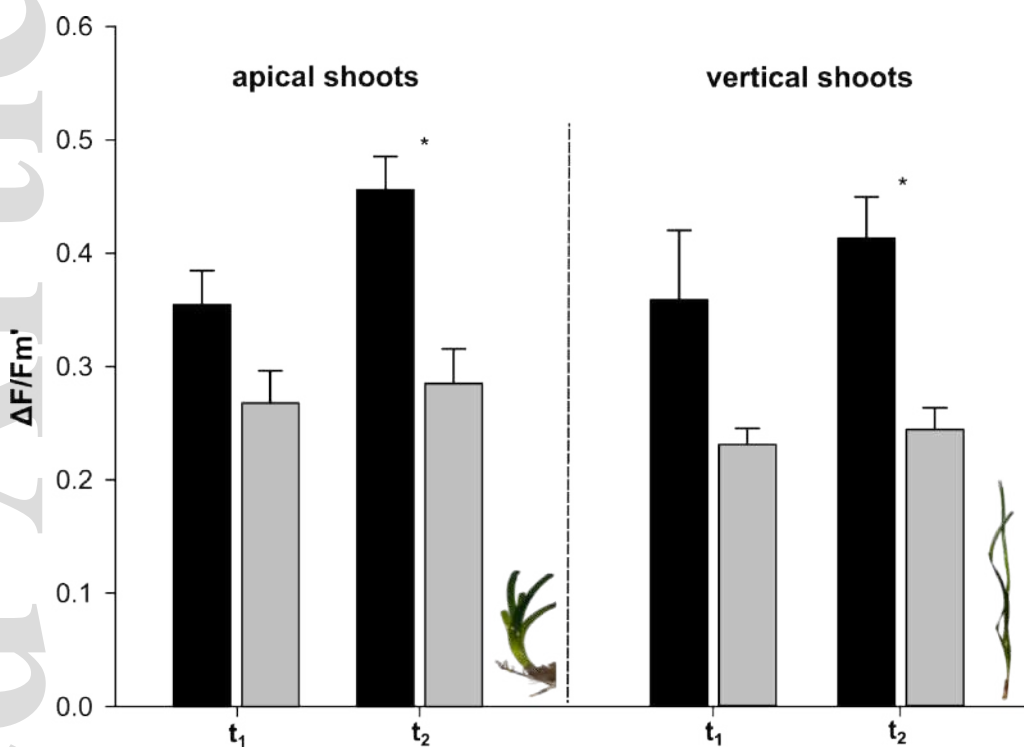 0.6
apical shoots
vertical shoots
0.5
*
*
0.4
ΔF/Fm'
0.3
0.2
0.1
0.0
t1
t2
t1
t2